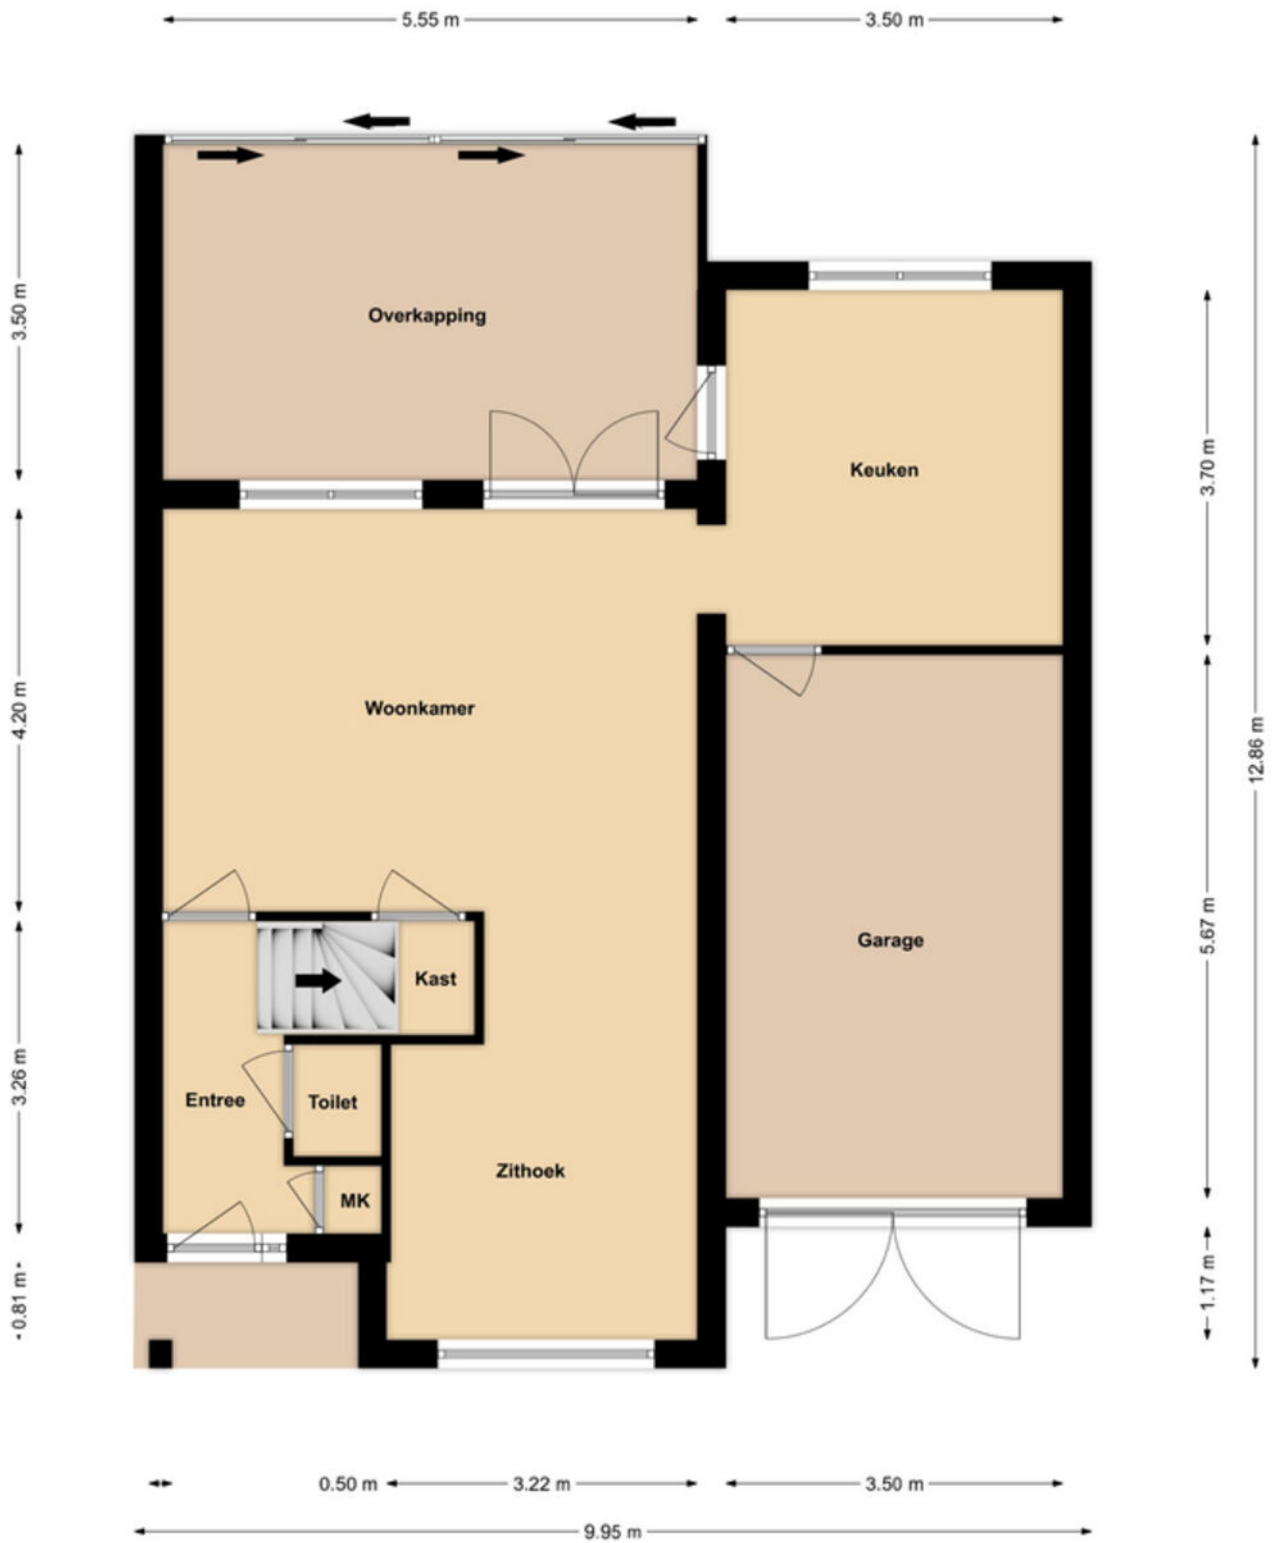 5.55 m
3.50 m
3.50 m
Overkapping
Keuken
3.70 m
4.20 m
Woonkamer
12.86 m
Garage
5.67 m
Kast
3.26 m
Entree
Toilet
Zithoek
MK
0.81 m
1.17 m
0.50 m
3.22 m
3.50 m
9.95 m